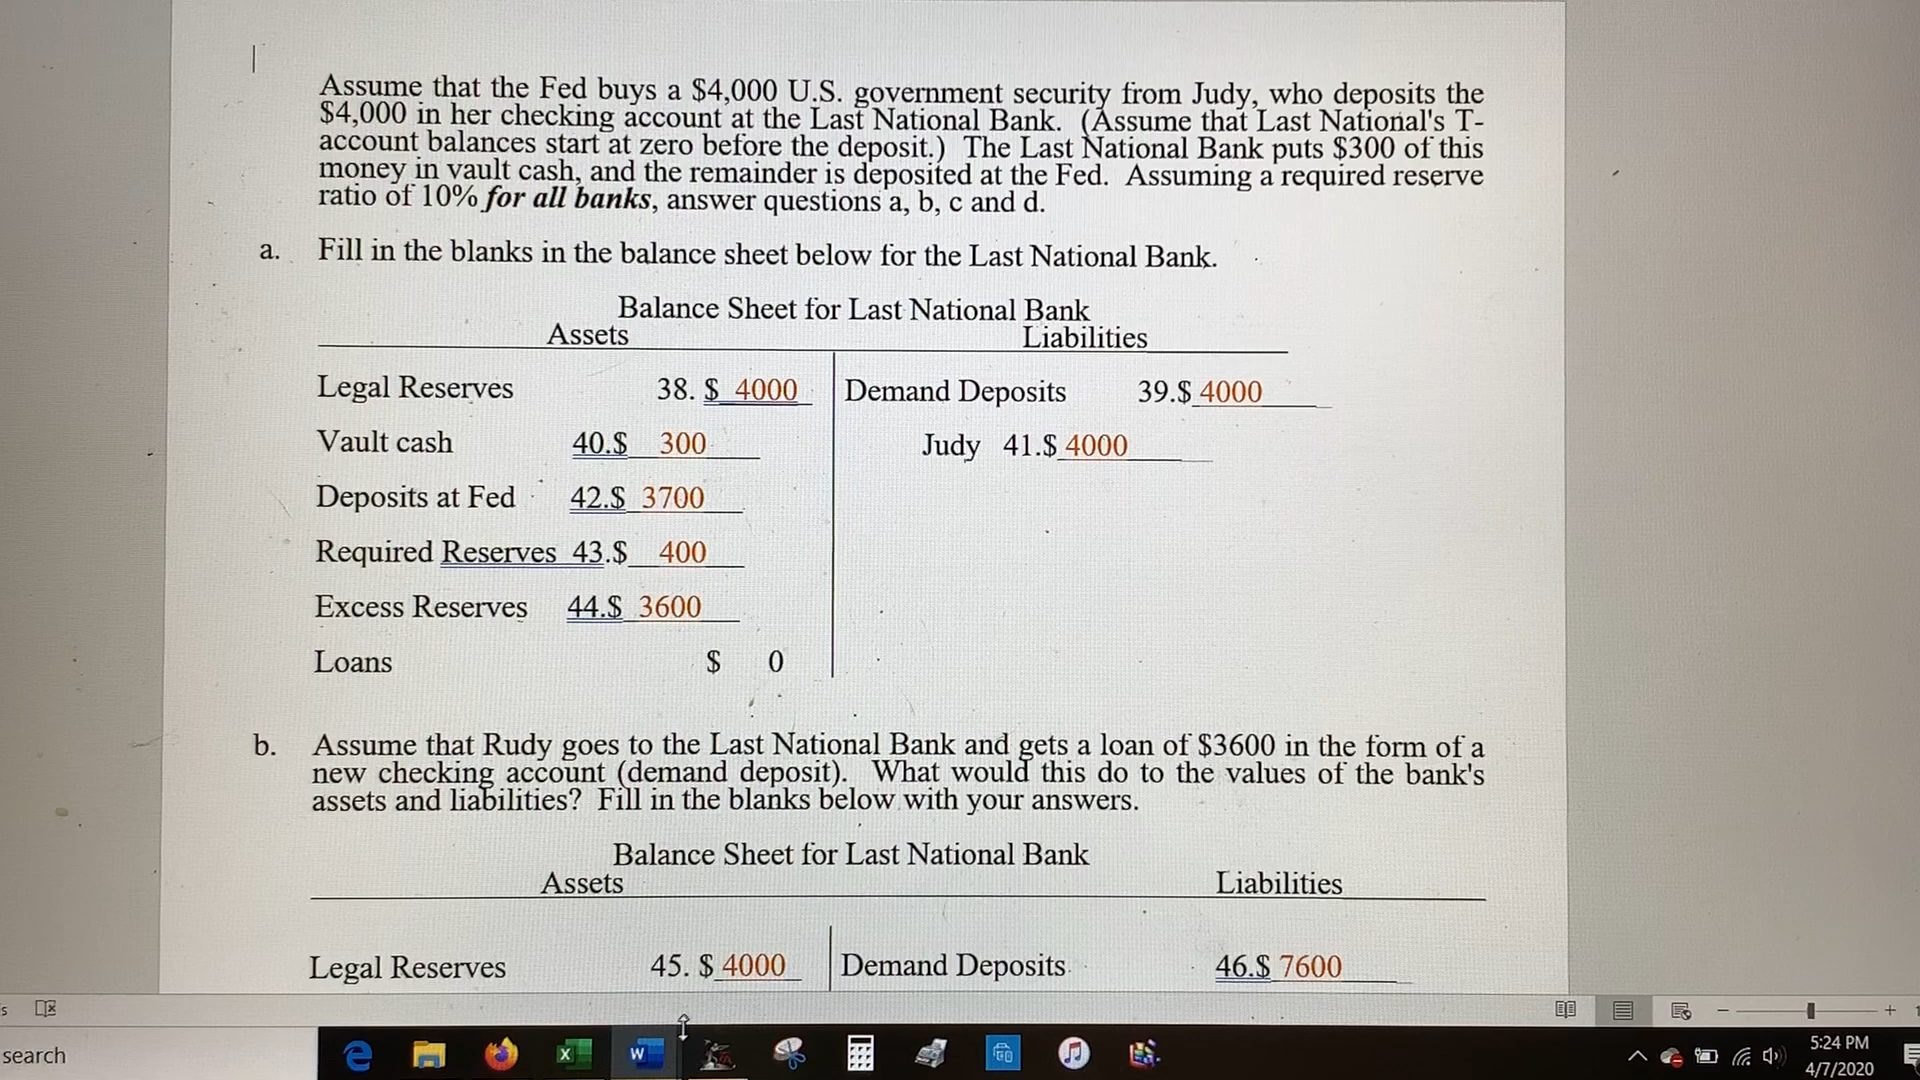 Assume that the Fed buys a $4,000 U.S. government security from Judy, who deposits the
$4,000 in her checking account at the Last National Bank. (Assume that Last National's T-
account balances start at zero before the deposit.) The Last National Bank puts $300 of this
money in vault cash, and the remainder is deposited at the Fed. Assuming a required reserve
ratio of 10% for all banks, answer questions a, b, c and d.
a. Fill in the blanks in the balance sheet below for the Last National Bank.
Balance Sheet for Last National Bank
Assets Liabilities
Legal Reserves 38. $ 4000 Demand Deposits 39.$ 4000
Vault cash 40.$ 300 Judy 41.$ 4000
Deposits at Fed 42.$ 3700
Required Reserves 43.$ 400
Excess Reserves 44.$ 3600
Loans $ 0
b. Assume that Rudy goes to the Last National Bank and gets a loan of $3600 in the form of a
new checking account (demand deposit). What would this do to the values of the bank's
assets and liabilities? Fill in the blanks below with your answers.
Balance Sheet for Last National Bank
Assets Liabilities
Legal Reserves 45. $ 4000 Demand Deposits 46.$ 7600
search
5:24 PM
4/7/2020